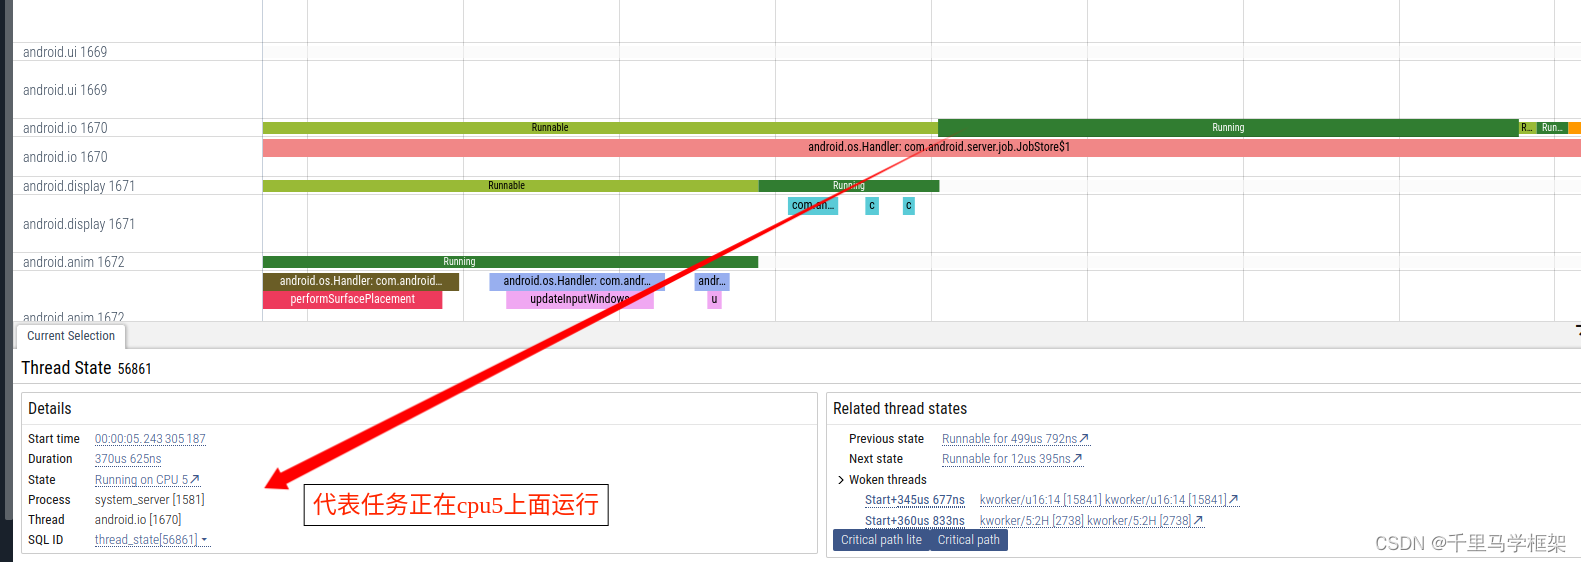 android.ui 1669
android.ui 1669
android.io 1670
Runnable
Running
R...
Run...
android.io 1670
android.os.Handler: com.android.server.job.JobStore$1
android.display 1671
Runnable
Running
com.an...
c
c
android.display 1671
android.anim 1672
Running
android.os.Handler: com.android...
android.os.Handler: com.andr...
andr...
performSurfacePlacement
updateInputWindows
u
android.anim 1672
Current Selection
Thread State 56861
Details
Start time 00:00:05.243 305 187
Duration 370us 625ns
State Running on CPU 5
Process system_server [1581]
Thread android.io [1670]
SQL ID thread_state[56861]
代表任务正在cpu5上面运行
Related thread states
Previous state Runnable for 499us 792ns
Next state Runnable for 12us 395ns
Woken threads
Start+345us 677ns kworker/u16:14 [15841] kworker/u16:14 [15841]
Start+360us 833ns kworker/5:2H [2738] kworker/5:2H [2738]
Critical path lite Critical path
CSDN @千里马学框架